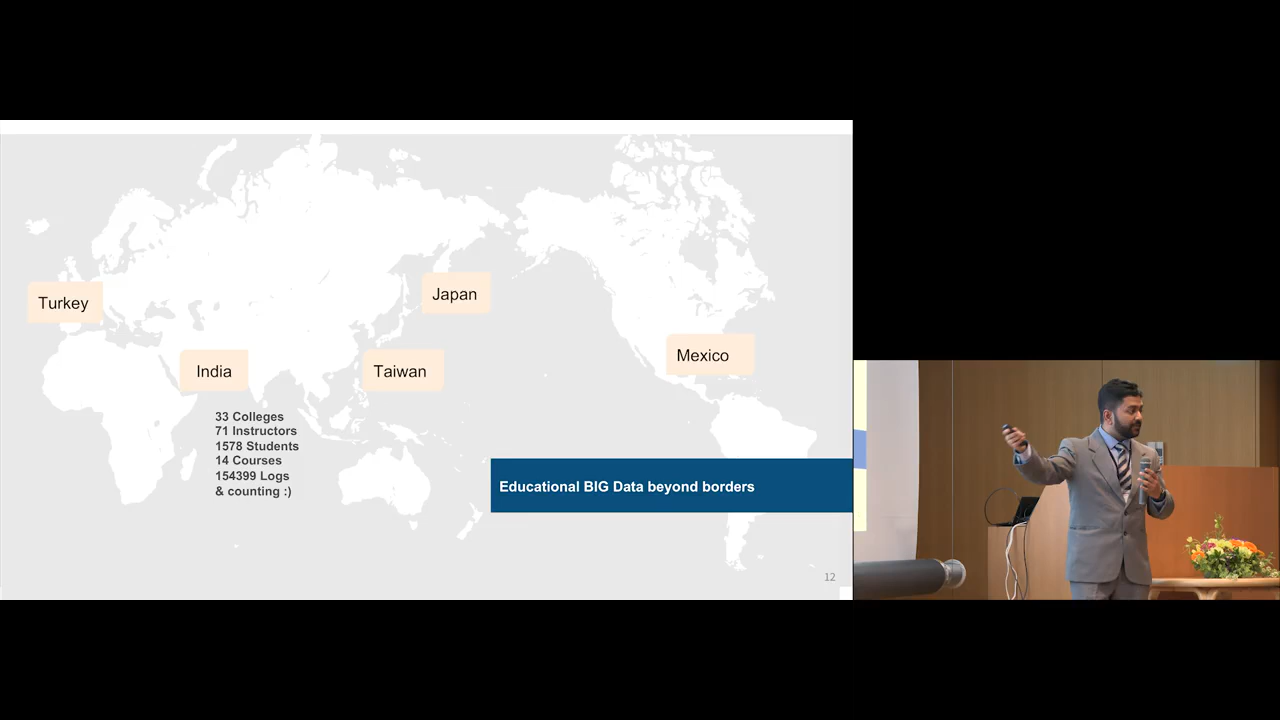 Japan
Turkey
Mexico
India
Taiwan
33 Colleges
71 Instructors
1578 Students
14 Courses
154399 Logs
& counting :)
Educational BIG Data beyond borders
12